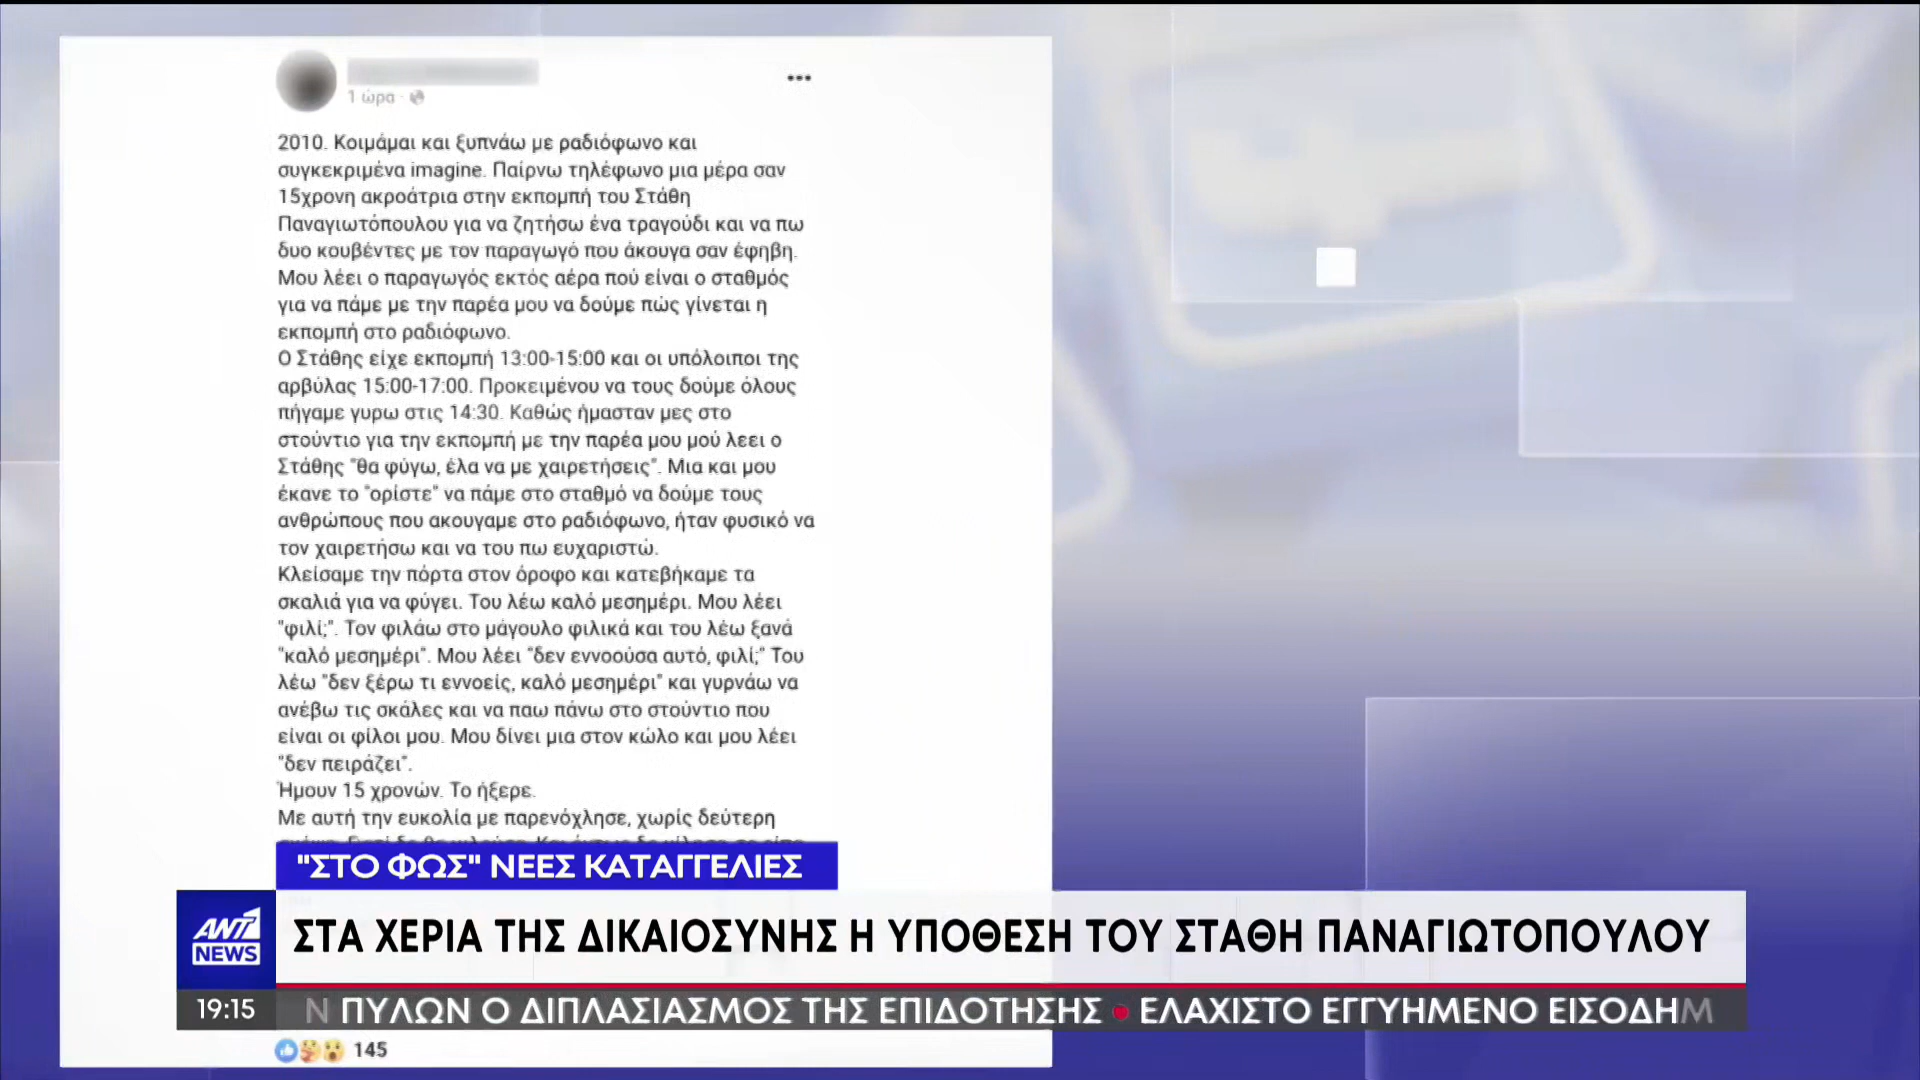 1 ώρα
2010. Κοιμάμαι και ξυπνάω με ραδιόφωνο και
συγκεκριμένα imagine. Παίρνω τηλέφωνο μια μέρα σαν
15χρονη ακροάτρια στην εκπομπή του Στάθη
Παναγιωτόπουλου για να ζητήσω ένα τραγούδι και να πω
δυο κουβέντες με τον παραγωγό που άκουγα σαν έφηβη.
Μου λέει ο παραγωγός εκτός αέρα πού είναι ο σταθμός
για να πάμε με την παρέα μου να δούμε πώς γίνεται η
εκπομπή στο ραδιόφωνο.
Ο Στάθης είχε εκπομπή 13:00-15:00 και οι υπόλοιποι της
αρβύλας 15:00-17:00. Προκειμένου να τους δούμε όλους
πήγαμε γυρω στις 14:30. Καθώς ήμασταν μες στο
στούντιο για την εκπομπή με την παρέα μου μού λεει ο
Στάθης "θα φύγω, έλα να με χαιρετήσεις". Μια και μου
έκανε το "ορίστε" να πάμε στο σταθμό να δούμε τους
ανθρώπους που ακουγαμε στο ραδιόφωνο, ήταν φυσικό να
τον χαιρετήσω και να του πω ευχαριστώ.
Κλείσαμε την πόρτα στον όροφο και κατεβήκαμε τα
σκαλιά για να φύγει. Του λέω καλό μεσημέρι. Μου λέει
"φιλί;". Τον φιλάω στο μάγουλο φιλικά και του λέω ξανά
"καλό μεσημέρι". Μου λέει "δεν εννοούσα αυτό, φιλί;" Του
λέω "δεν ξέρω τι εννοείς, καλό μεσημέρι" και γυρνάω να
ανέβω τις σκάλες και να παω πάνω στο στούντιο που
είναι οι φίλοι μου. Μου δίνει μια στον κώλο και μου λέει
"δεν πειράζει".
Ήμουν 15 χρονών. Το ήξερε.
Με αυτή την ευκολία με παρενόχλησε, χωρίς δεύτερη
"ΣΤΟ ΦΩΣ" ΝΕΕΣ ΚΑΤΑΓΓΕΛΙΕΣ
ANT1 NEWS
ΣΤΑ ΧΕΡΙΑ ΤΗΣ ΔΙΚΑΙΟΣΥΝΗΣ Η ΥΠΟΘΕΣΗ ΤΟΥ ΣΤΑΘΗ ΠΑΝΑΓΙΩΤΟΠΟΥΛΟΥ
19:15
Ν ΠΥΛΩΝ Ο ΔΙΠΛΑΣΙΑΣΜΟΣ ΤΗΣ ΕΠΙΔΟΤΗΣΗΣ • ΕΛΑΧΙΣΤΟ ΕΓΓΥΗΜΕΝΟ ΕΙΣΟΔΗΜ
145